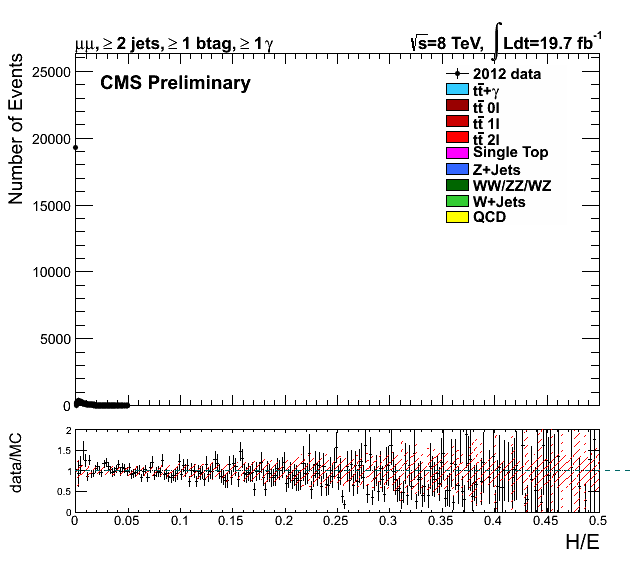 μμ, ≥ 2 jets, ≥ 1 btag, ≥ 1 γ
√s=8 TeV, ∫ Ldt=19.7 fb⁻¹
CMS Preliminary
2012 data
tt̄+γ
tt̄ 0l
tt̄ 1l
tt̄ 2l
Single Top
Z+Jets
WW/ZZ/WZ
W+Jets
QCD
Number of Events
25000
20000
15000
10000
5000
0
data/MC
2
1.5
1
0.5
0
0 0.05 0.1 0.15 0.2 0.25 0.3 0.35 0.4 0.45 0.5
H/E